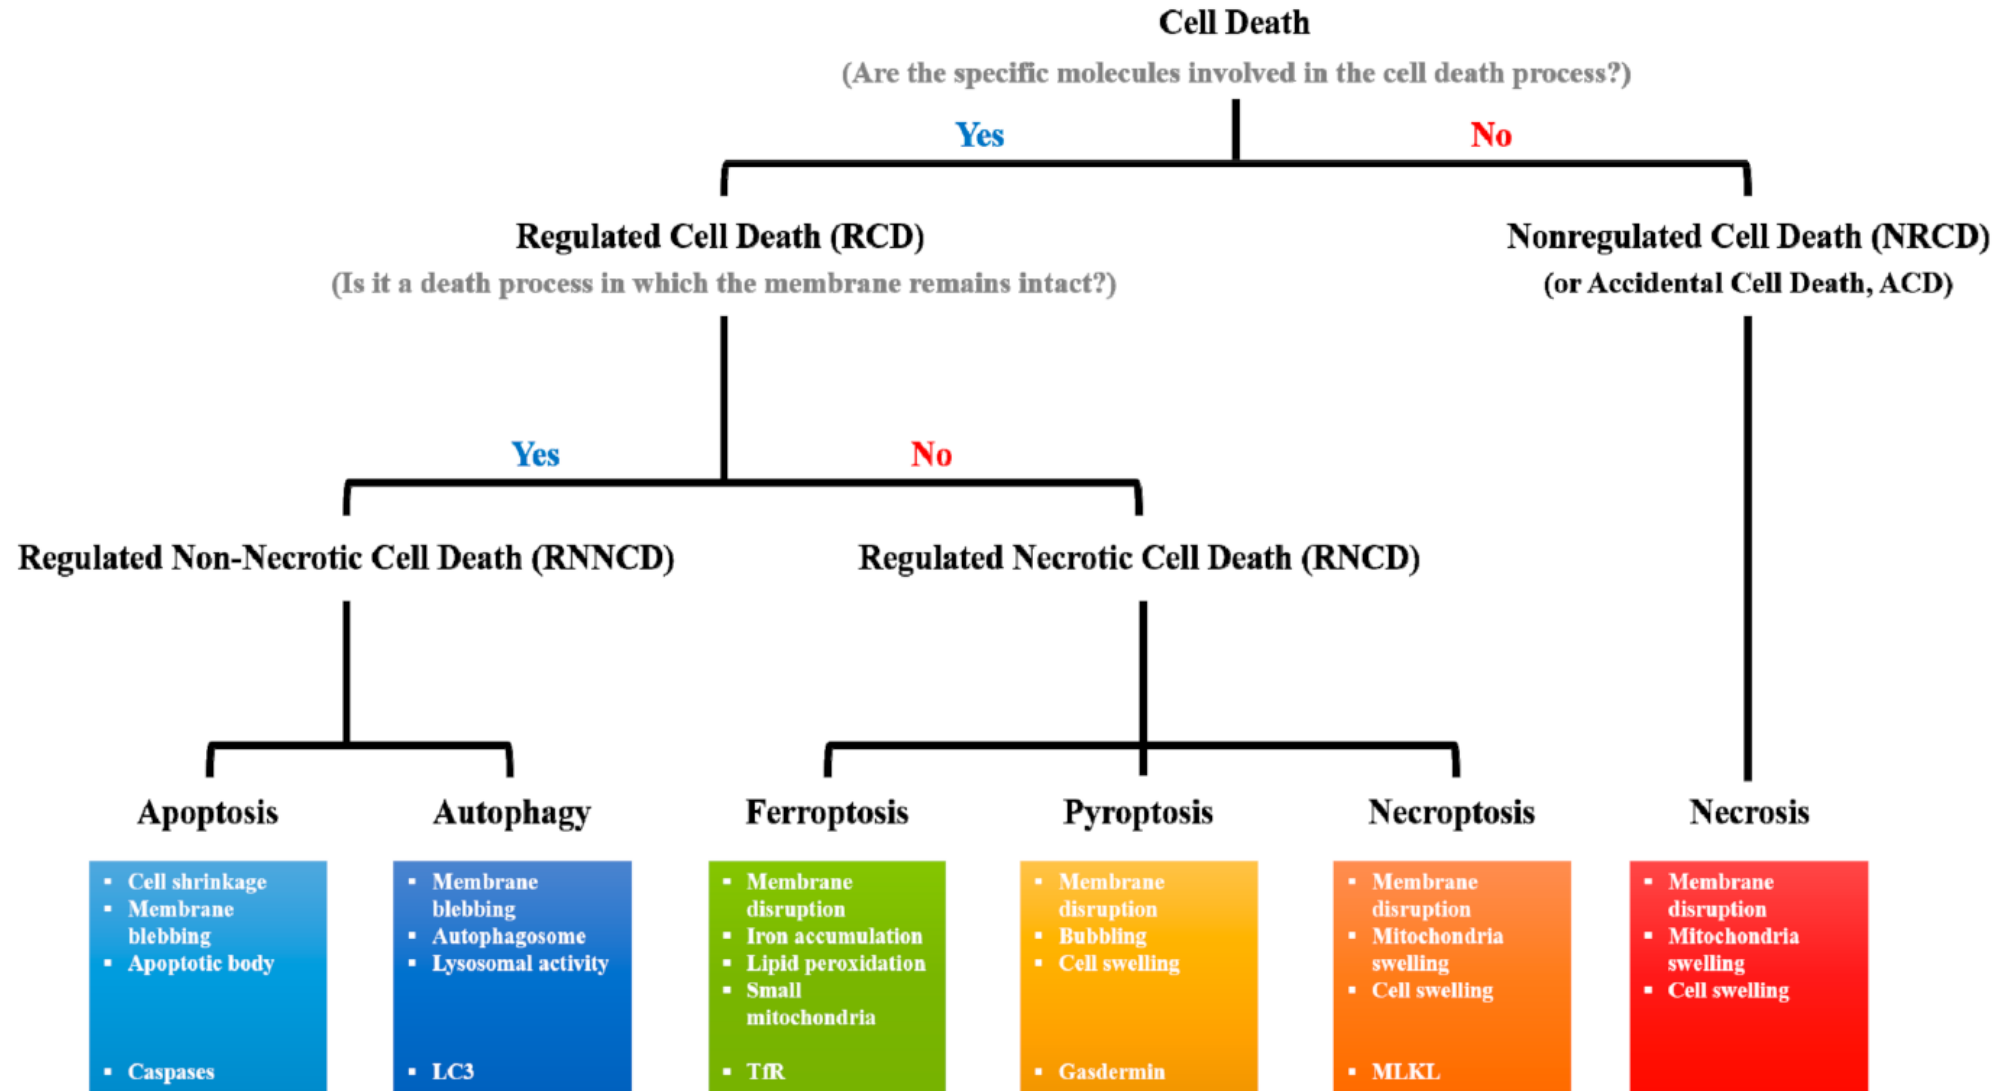 Cell Death
(Are the specific molecules involved in the cell death process?)
Yes
No
Regulated Cell Death (RCD)
(Is it a death process in which the membrane remains intact?)
Nonregulated Cell Death (NRCD)
(or Accidental Cell Death, ACD)
Yes
No
Regulated Non-Necrotic Cell Death (RNNCD)
Regulated Necrotic Cell Death (RNCD)
Apoptosis
▪ Cell shrinkage
▪ Membrane
blebbing
▪ Apoptotic body
▪ Caspases
Autophagy
▪ Membrane
blebbing
▪ Autophagosome
▪ Lysosomal activity
▪ LC3
Ferroptosis
▪ Membrane
disruption
▪ Iron accumulation
▪ Lipid peroxidation
▪ Small
mitochondria
▪ TfR
Pyroptosis
▪ Membrane
disruption
▪ Bubbling
▪ Cell swelling
▪ Gasdermin
Necroptosis
▪ Membrane
disruption
▪ Mitochondria
swelling
▪ Cell swelling
▪ MLKL
Necrosis
▪ Membrane
disruption
▪ Mitochondria
swelling
▪ Cell swelling